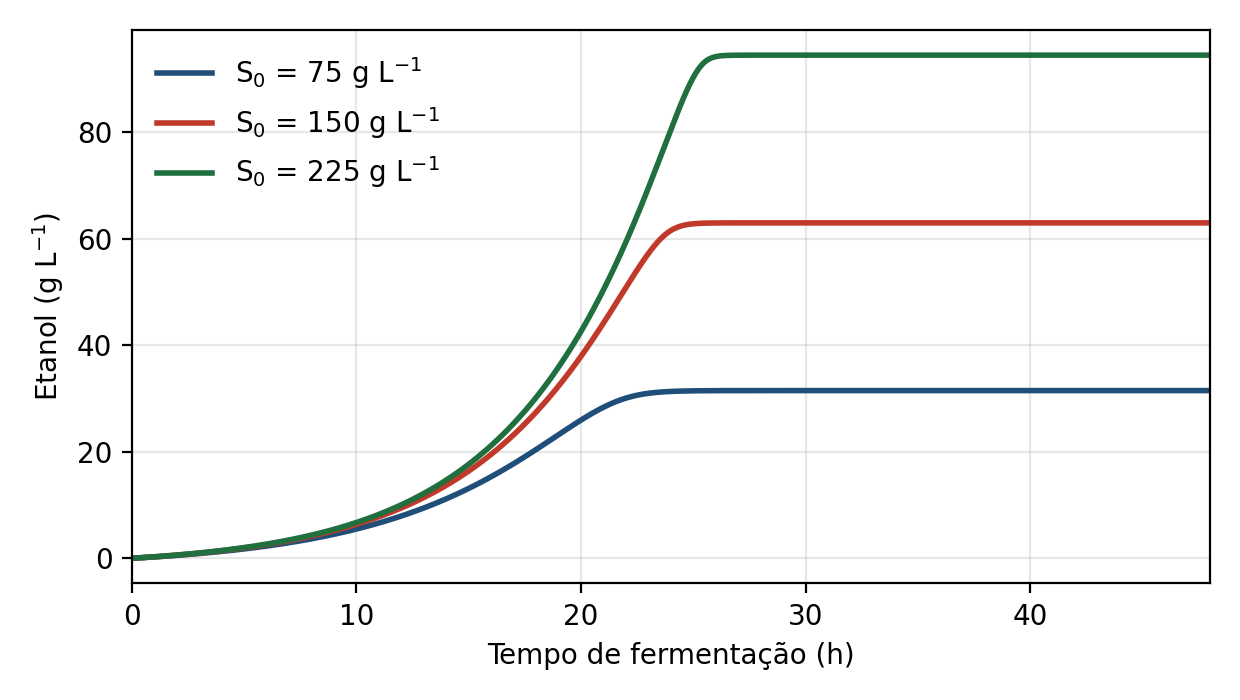 S₀ = 75 g L⁻¹
S₀ = 150 g L⁻¹
S₀ = 225 g L⁻¹
Etanol (g L⁻¹)
80
60
40
20
0
0 10 20 30 40
Tempo de fermentação (h)